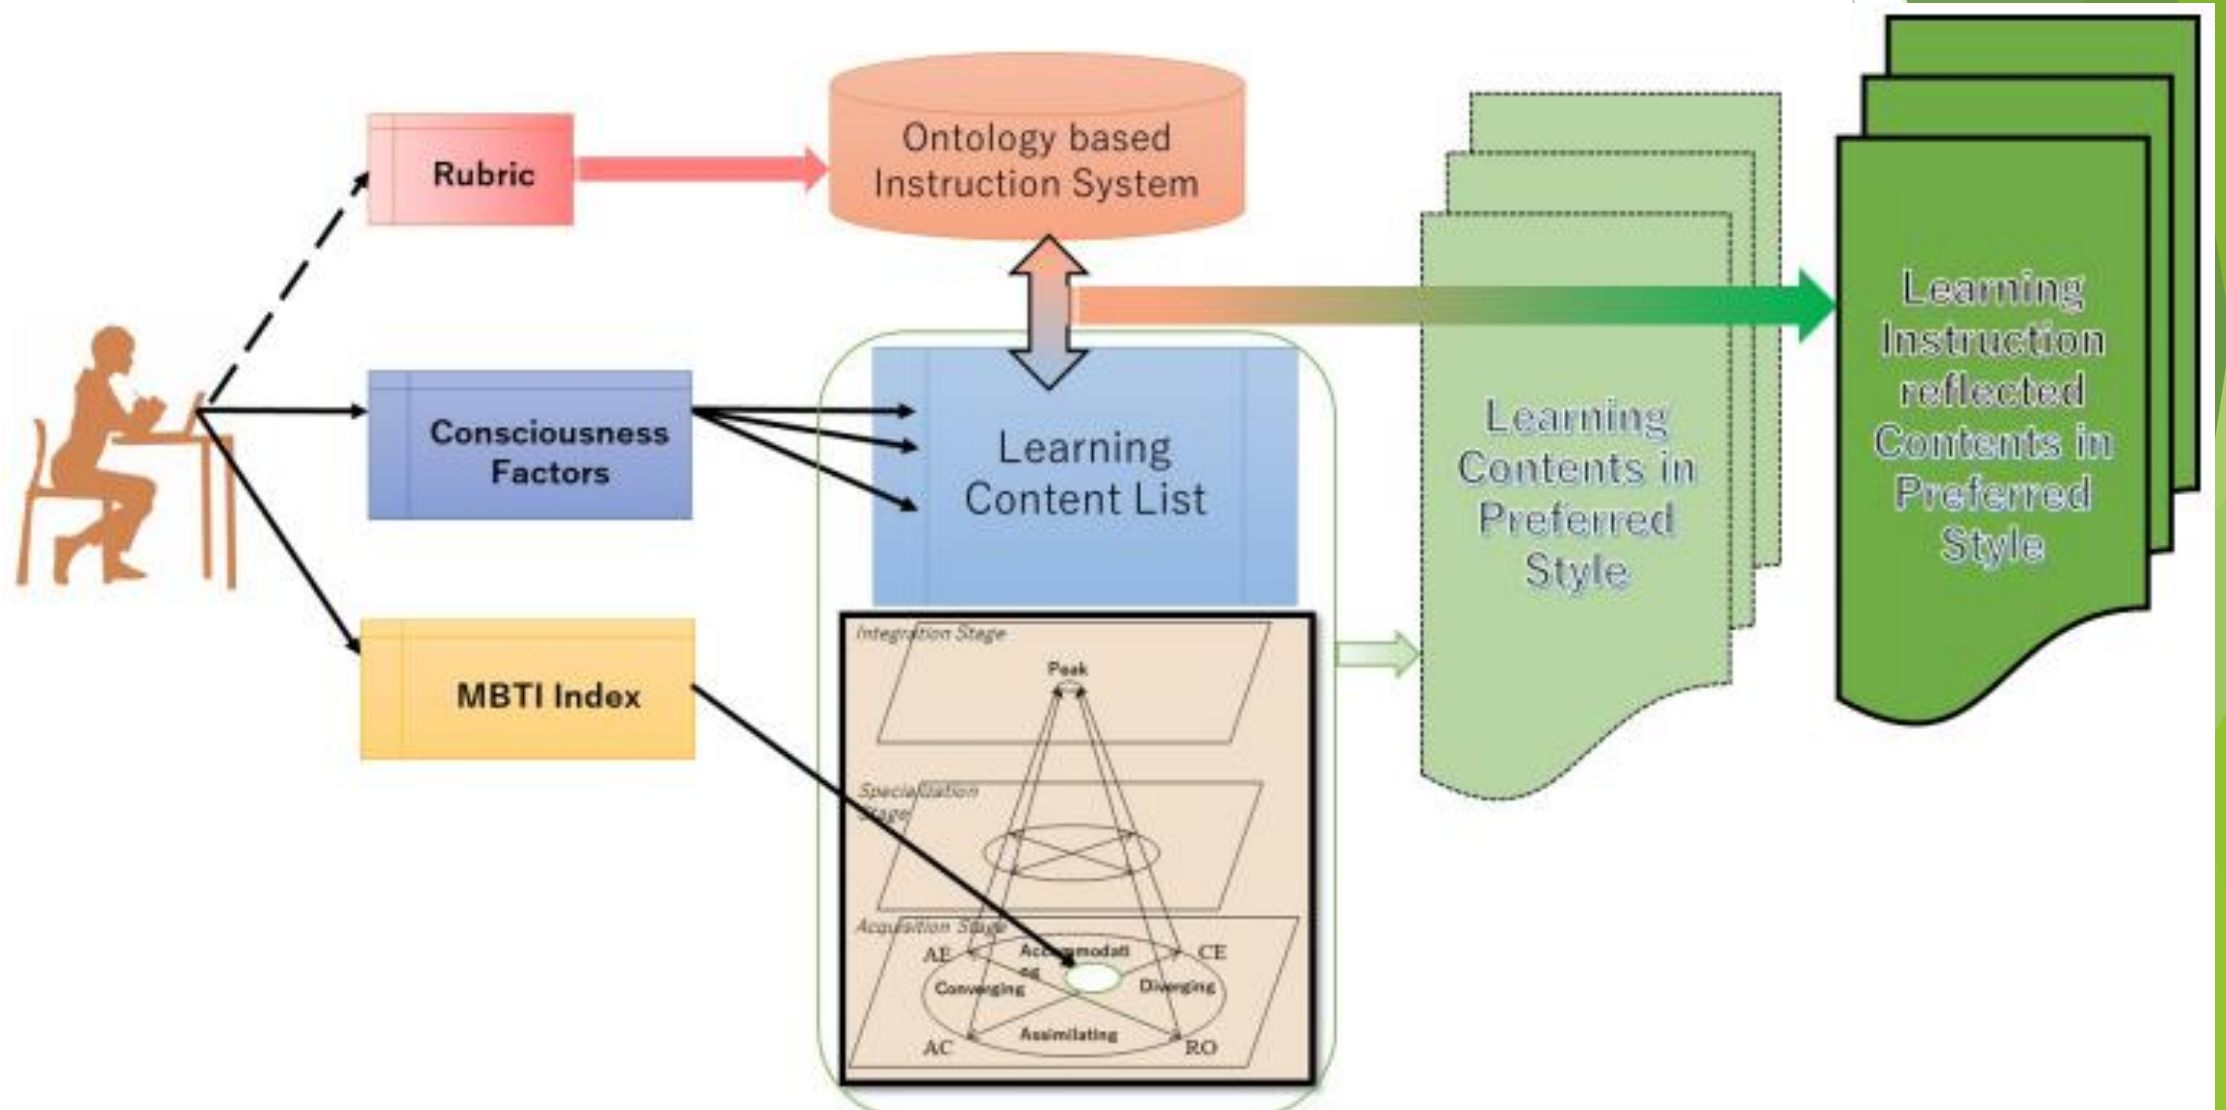 Rubric
Ontology based
Instruction System
Consciousness
Factors
Learning
Content List
MBTI Index
Integration Stage
Peak
Specialization
Stage
Acquisition Stage
AE
Accommodati
ng
CE
Converging
Diverging
Assimilating
AC
RO
Learning
Contents in
Preferred
Style
Learning
Instruction
reflected
Contents in
Preferred
Style